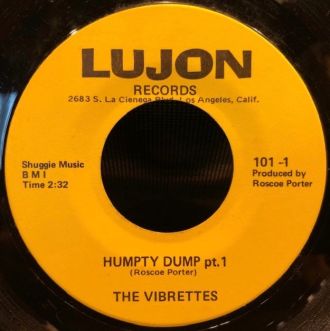 LUJON
RECORDS
2683 S. La Cienega Blvd. Los Angeles, Calif.
Shuggie Music
B M I
Time 2:32
101 -1
Produced by
Roscoe Porter
HUMPTY DUMP pt.1
(Roscoe Porter)
THE VIBRETTES